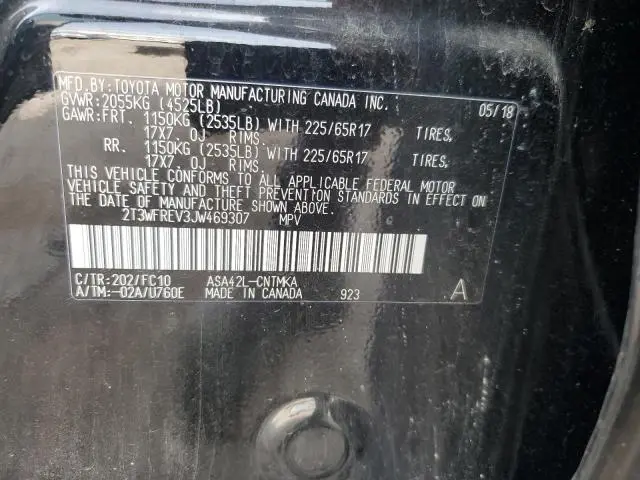 MFD.BY:TOYOTA MOTOR MANUFACTURING CANADA INC. 05/18
GVWR:2055KG (4525LB)
GAWR:FRT. 1150KG (2535LB) WITH 225/65R17 TIRES,
17X7. OJ RIMS.
RR. 1150KG (2535LB) WITH 225/65R17 TIRES,
17X7. OJ RIMS.
THIS VEHICLE CONFORMS TO ALL APPLICABLE FEDERAL MOTOR
VEHICLE SAFETY AND THEFT PREVENTION STANDARDS IN EFFECT ON
THE DATE OF MANUFACTURE SHOWN ABOVE.
2T3WFREV3JW469307 MPV
C/TR:202/FC10 ASA42L-CNTMKA
A/TM:-02A/U760E MADE IN CANADA 923 A